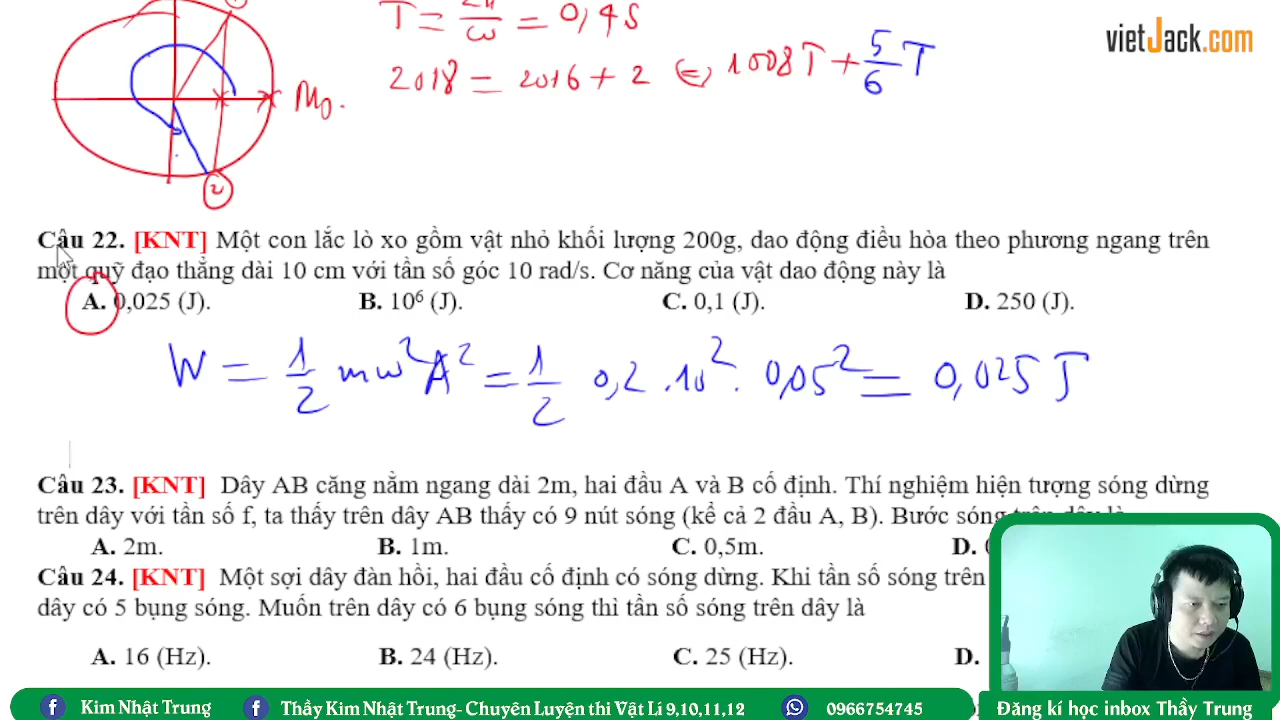 T = 2π/ω = 0,4 s
vietJack.com
2018 = 2016 + 2 ⇔ 1008T + 5/6 T
M₀.
2
Câu 22. [KNT] Một con lắc lò xo gồm vật nhỏ khối lượng 200g, dao động điều hòa theo phương ngang trên
một quỹ đạo thẳng dài 10 cm với tần số góc 10 rad/s. Cơ năng của vật dao động này là
A. 0,025 (J). B. 10⁶ (J). C. 0,1 (J). D. 250 (J).
W = 1/2 mω²A² = 1/2 0,2 .10². 0,05² = 0,025 J
Câu 23. [KNT] Dây AB căng nằm ngang dài 2m, hai đầu A và B cố định. Thí nghiệm hiện tượng sóng dừng
trên dây với tần số f, ta thấy trên dây AB thấy có 9 nút sóng (kể cả 2 đầu A, B). Bước sóng trên dây là
A. 2m. B. 1m. C. 0,5m. D.
Câu 24. [KNT] Một sợi dây đàn hồi, hai đầu cố định có sóng dừng. Khi tần số sóng trên
dây có 5 bụng sóng. Muốn trên dây có 6 bụng sóng thì tần số sóng trên dây là
A. 16 (Hz). B. 24 (Hz). C. 25 (Hz). D.
Kim Nhật Trung Thầy Kim Nhật Trung- Chuyên Luyện thi Vật Lí 9,10,11,12 0966754745 Đăng kí học inbox Thầy Trung